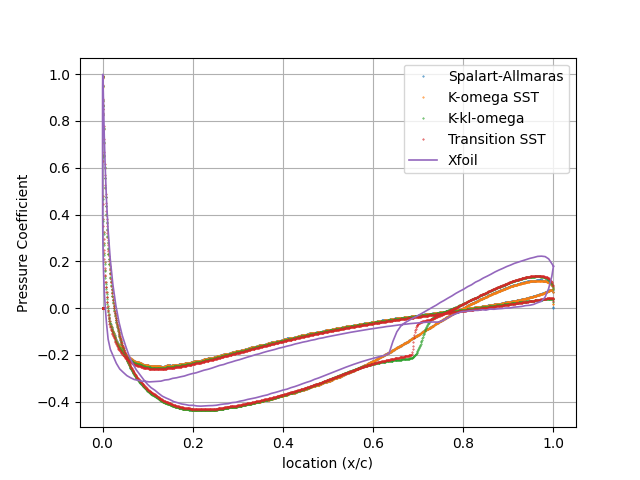 Spalart-Allmaras
K-omega SST
K-kl-omega
Transition SST
Xfoil
1.0
0.8
0.6
0.4
0.2
0.0
−0.2
−0.4
Pressure Coefficient
0.0 0.2 0.4 0.6 0.8 1.0
location (x/c)